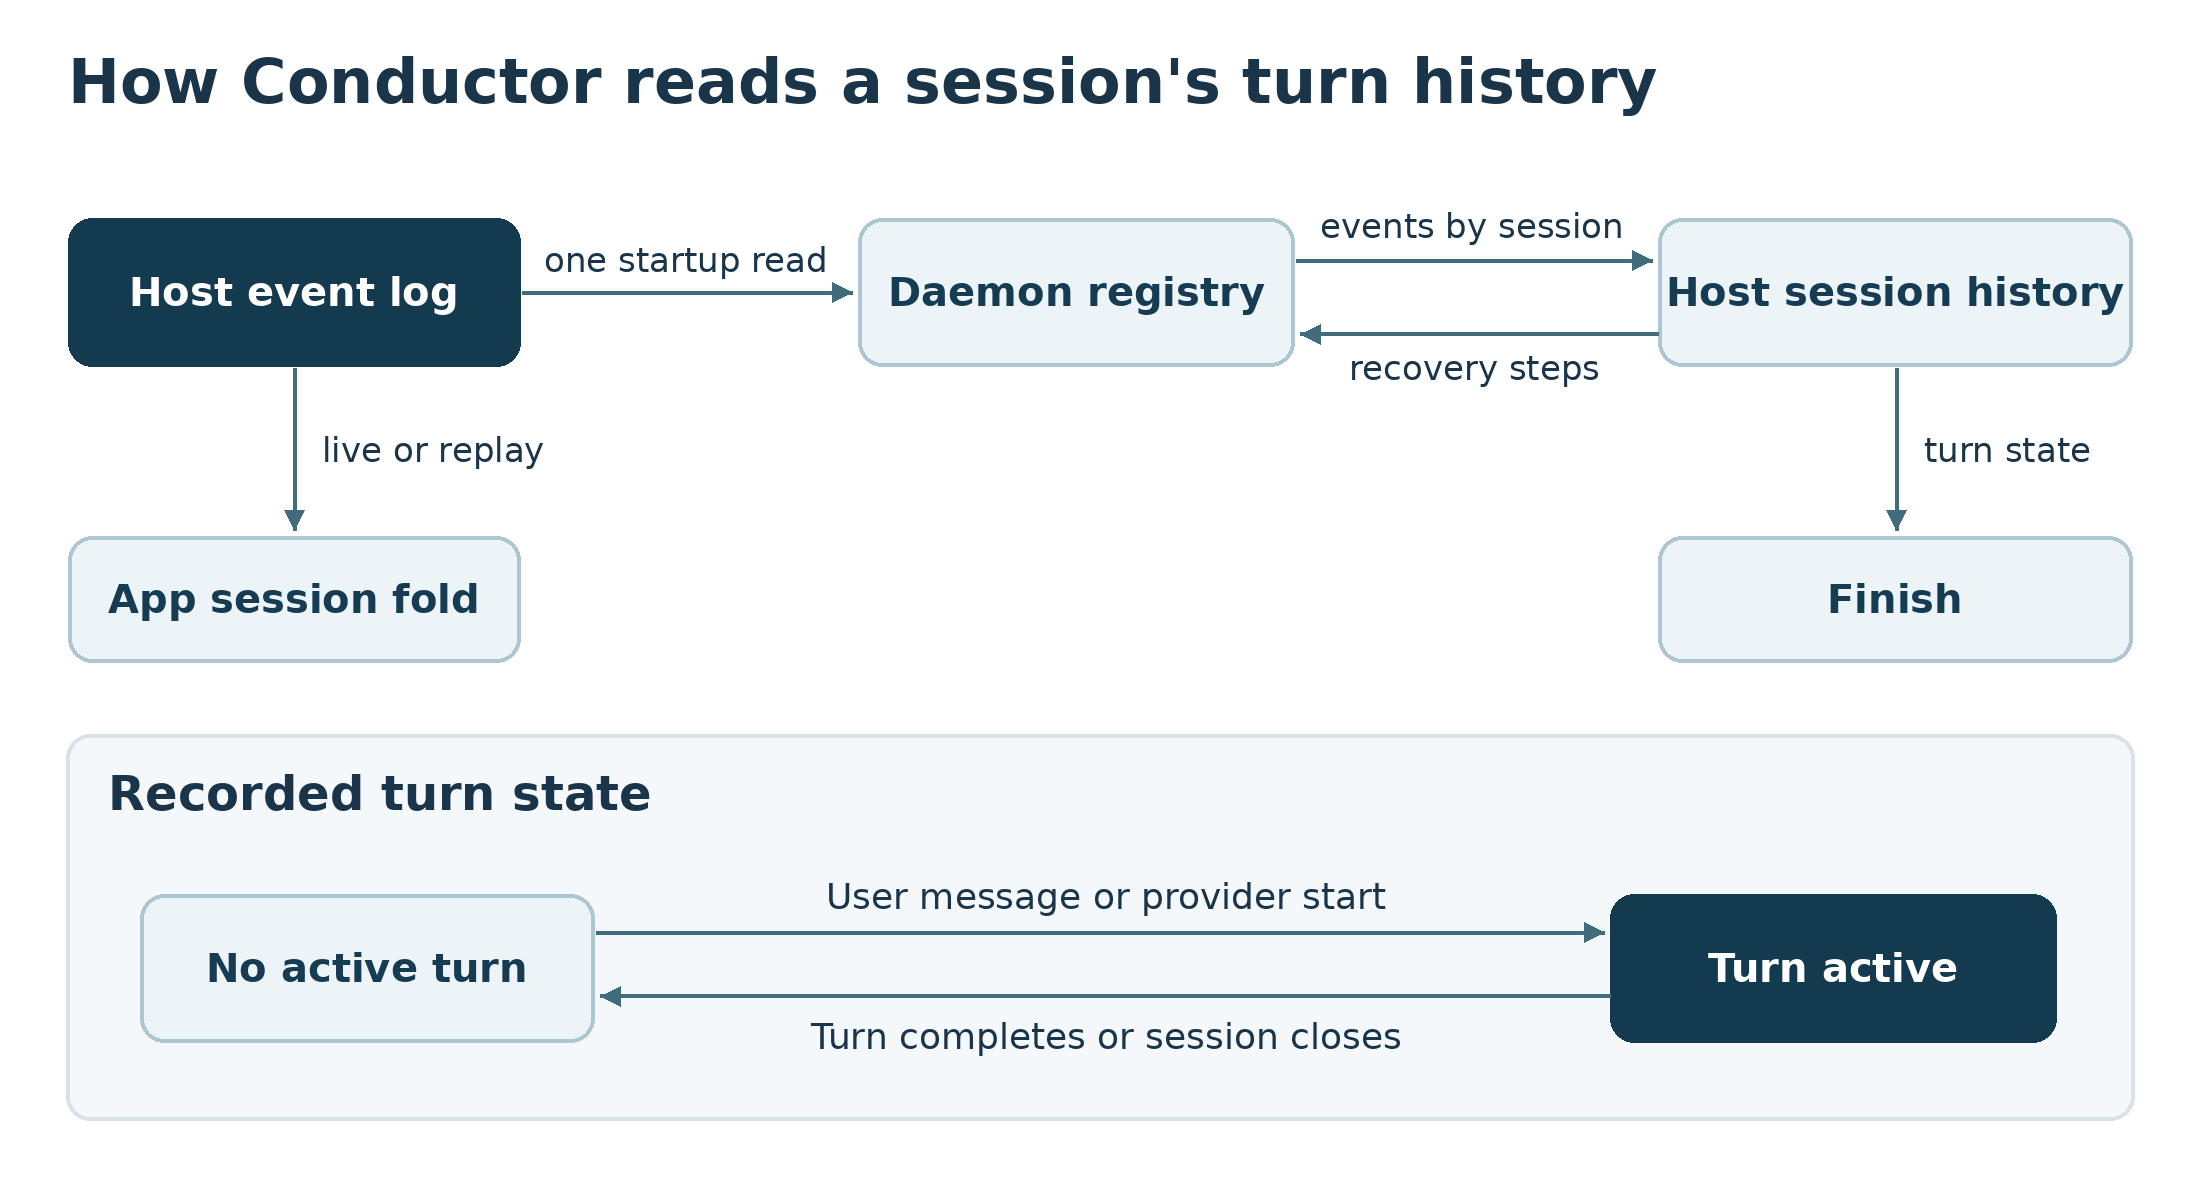 How Conductor reads a session's turn history
events by session
one startup read
Host event log
Daemon registry
Host session history
recovery steps
live or replay
turn state
App session fold
Finish
Recorded turn state
User message or provider start
No active turn
Turn active
Turn completes or session closes